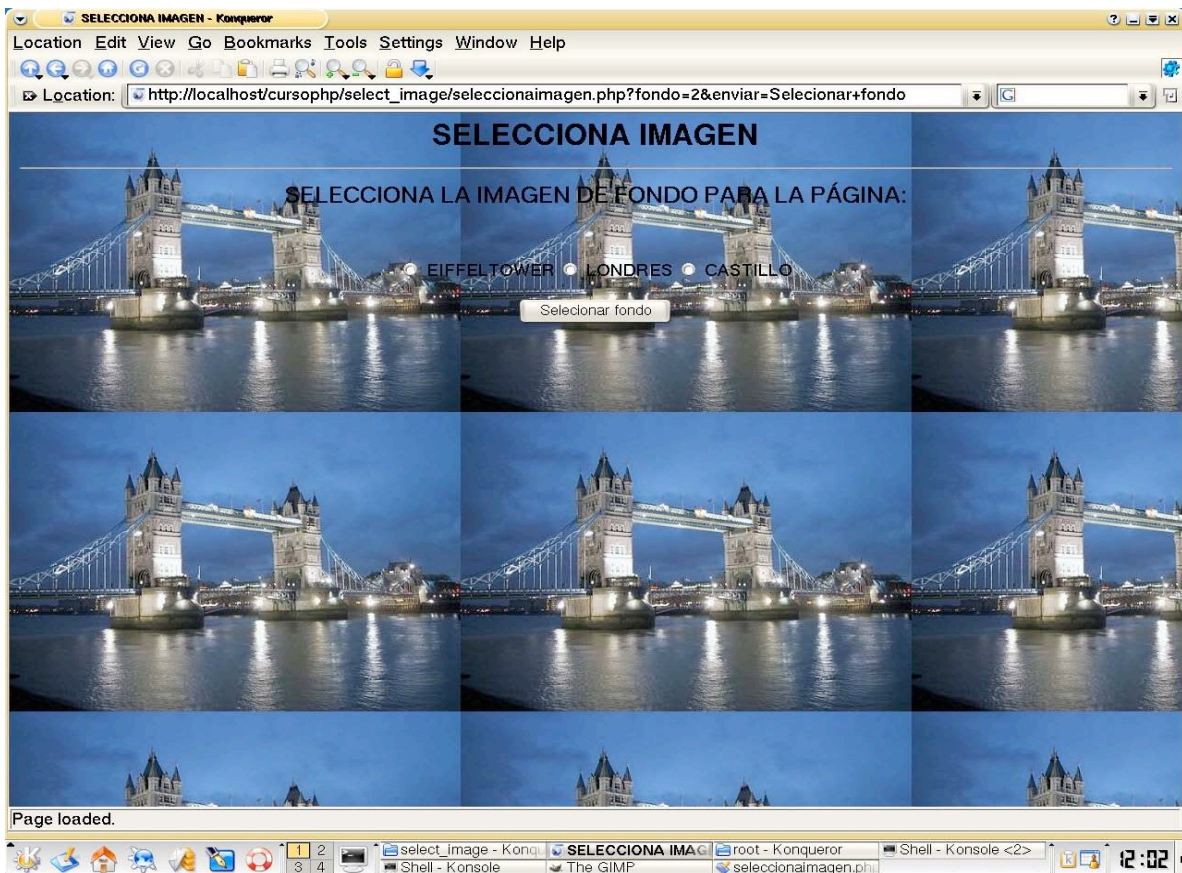 SELECCIONA IMAGEN - Konqueror
Location Edit View Go Bookmarks Tools Settings Window Help
Location: http://localhost/cursophp/select_image/seleccionaimagen.php?fondo=2&enviar=Selecionar+fondo
SELECCIONA IMAGEN
SELECCIONA LA IMAGEN DE FONDO PARA LA PÁGINA:
EIFFELTOWER LONDRES CASTILLO
Selecionar fondo
Page loaded.
1 2 select_image - Konqu SELECCIONA IMAG root - Konqueror Shell - Konsole <2> 12:02
3 4 Shell - Konsole The GIMP seleccionaimagen.ph